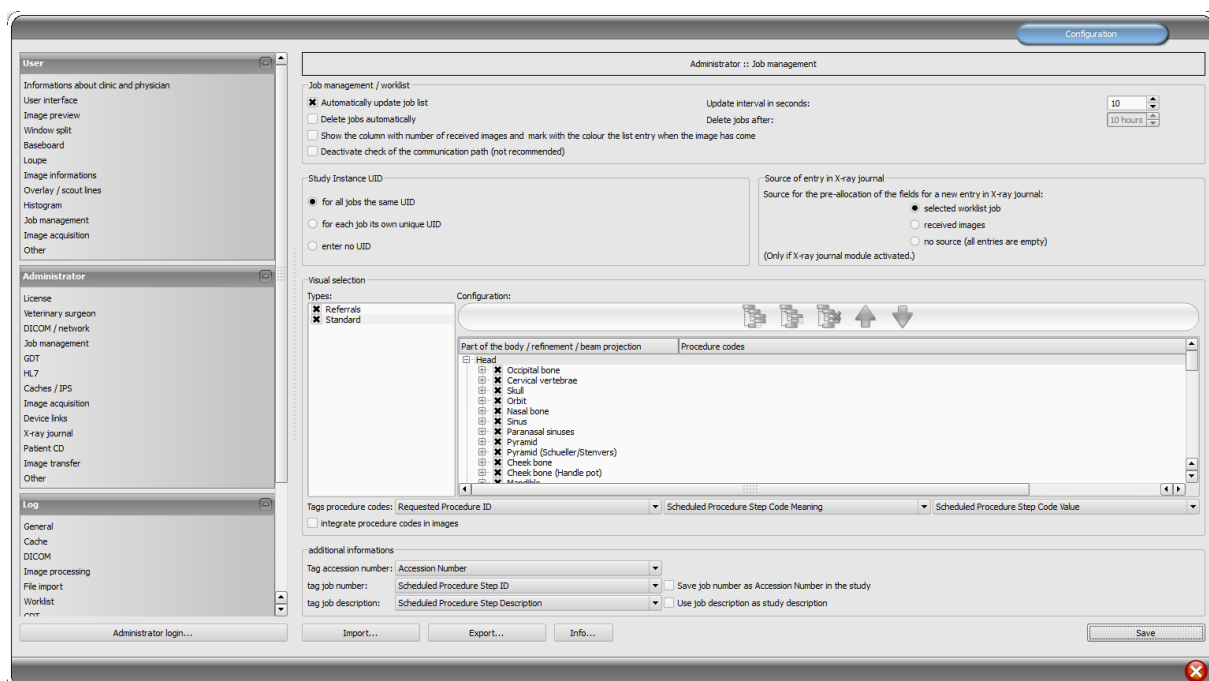 Configuration
User
Informations about clinic and physician
User interface
Image preview
Window split
Baseboard
Loupe
Image informations
Overlay / scout lines
Histogram
Job management
Image acquisition
Other
Administrator
License
Veterinary surgeon
DICOM / network
Job management
GDT
HL7
Caches / IPS
Image acquisition
Device links
X-ray journal
Patient CD
Image transfer
Other
Log
General
Cache
DICOM
Image processing
File import
Worklist
GDT
Administrator login...
Administrator :: Job management
Job management / worklist
Automatically update job list Update interval in seconds: 10
Delete jobs automatically Delete jobs after: 10 hours
Show the column with number of received images and mark with the colour the list entry when the image has come
Deactivate check of the communication path (not recommended)
Study Instance UID
for all jobs the same UID
for each job its own unique UID
enter no UID
Source of entry in X-ray journal
Source for the pre-allocation of the fields for a new entry in X-ray journal:
selected worklist job
received images
no source (all entries are empty)
(Only if X-ray journal module activated.)
Visual selection
Types: Configuration:
Referrals
Standard
Part of the body / refinement / beam projection Procedure codes
Head
Occipital bone
Cervical vertebrae
Skull
Orbit
Nasal bone
Sinus
Paranasal sinuses
Pyramid
Pyramid (Schueller/Stenvers)
Cheek bone
Cheek bone (Handle pot)
Mandible
Tags procedure codes: Requested Procedure ID Scheduled Procedure Step Code Meaning Scheduled Procedure Step Code Value
integrate procedure codes in images
additional informations
Tag accession number: Accession Number
tag job number: Scheduled Procedure Step ID Save job number as Accession Number in the study
tag job description: Scheduled Procedure Step Description Use job description as study description
Import... Export... Info... Save